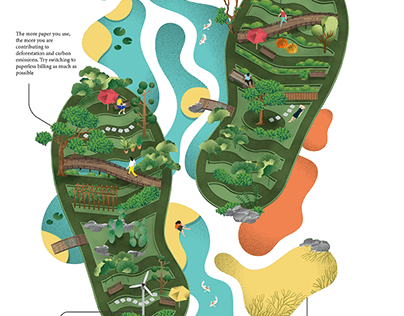 The more paper you use,
the more you are
contributing to
deforestation and carbon
emissions. Try switching to
paperless billing as much as
possible